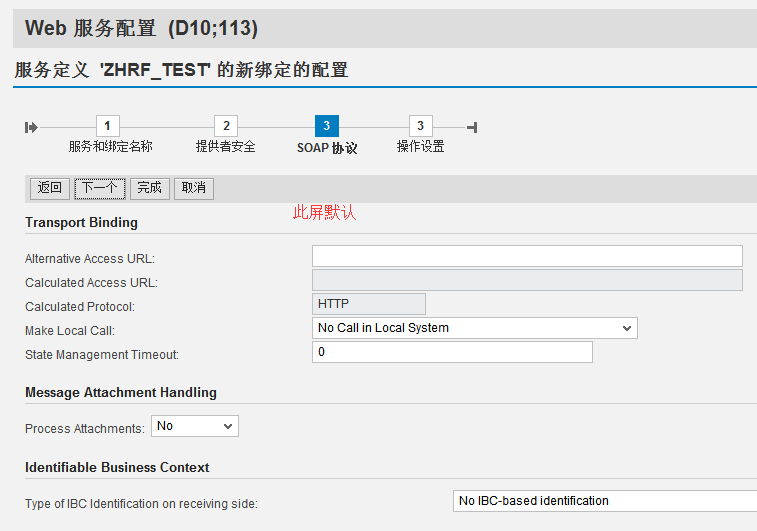 Web 服务配置 (D10;113)
服务定义 'ZHRF_TEST' 的新绑定的配置
1 2 3 3
服务和绑定名称 提供者安全 SOAP 协议 操作设置
返回 下一个 完成 取消
此屏默认
Transport Binding
Alternative Access URL:
Calculated Access URL:
Calculated Protocol: HTTP
Make Local Call: No Call in Local System
State Management Timeout: 0
Message Attachment Handling
Process Attachments: No
Identifiable Business Context
Type of IBC Identification on receiving side: No IBC-based identification